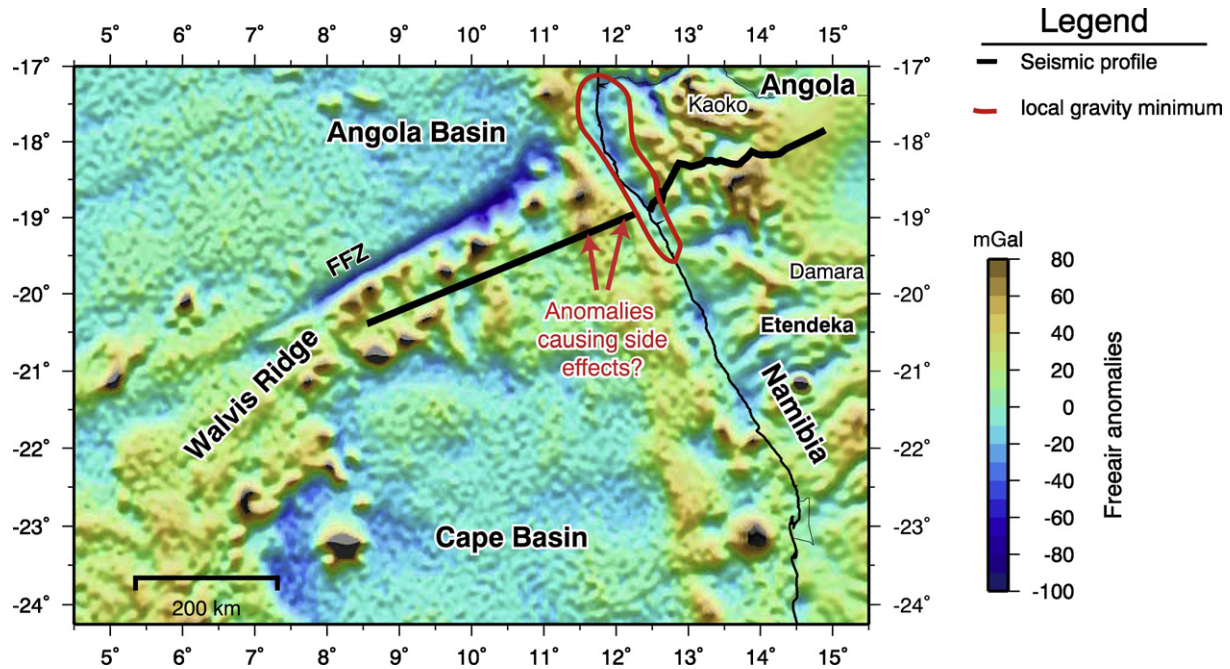 5° 6° 7° 8° 9° 10° 11° 12° 13° 14° 15°
Legend
Seismic profile
local gravity minimum
-17° -17°
-18° -18°
-19° -19°
-20° -20°
-21° -21°
-22° -22°
-23° -23°
-24° -24°
Angola
Kaoko
Angola Basin
FFZ
Damara
Anomalies
causing side
effects?
Etendeka
Walvis Ridge
Namibia
Cape Basin
200 km
5° 6° 7° 8° 9° 10° 11° 12° 13° 14° 15°
mGal
80
60
40
20
0
-20
-40
-60
-80
-100
Freeair anomalies